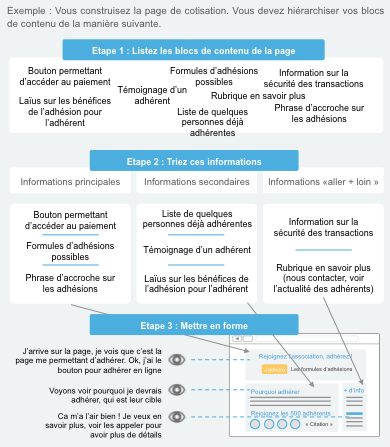 Exemple : Vous construisez la page de cotisation. Vous devez hiérarchiser vos blocs
de contenu de la manière suivante.
Etape 1 : Listez les blocs de contenu de la page
Bouton permettant
d'accéder au paiement
Laïus sur les bénéfices
de l'adhésion pour
l'adhérent
Témoignage d'un
adhérent
Formules d'adhésions
possibles
Rubrique en savoir plus
Liste de quelques
personnes déjà
adhérentes
Information sur la
sécurité des transactions
Phrase d'accroche sur
les adhésions
Etape 2 : Triez ces informations
Informations principales
Informations secondaires
Informations «aller + loin »
Bouton permettant
d'accéder au paiement
Formules d'adhésions
possibles
Phrase d'accroche sur
les adhésions
Liste de quelques
personnes déjà adhérentes
Témoignage d'un adhérent
Laïus sur les bénéfices de
l'adhésion pour l'adhérent
Information sur la
sécurité des transactions
Rubrique en savoir plus
(nous contacter, voir
l'actualité des adhérents)
Etape 3 : Mettre en forme
J'arrive sur la page, je vois que c'est la
page me permettant d'adhérer. Ok, j'ai le
bouton pour adhérer en ligne
Voyons voir pourquoi je devrais
adhérer, qui est leur cible
Ca m'a l'air bien ! Je veux en
savoir plus, voir les appeler pour
avoir plus de détails
Rejoignez l'association, adhérez !
J'adhère
Les formules d'adhésions
Pourquoi adhérer
+ d'info
Rejoignez les 500 adhérents
« Citation »